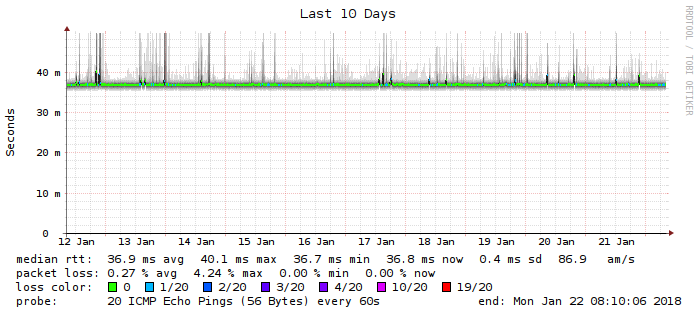 Last 10 Days
RRDTOOL / TOBI OETIKER
Seconds
40 m
30 m
20 m
10 m
0
12 Jan 13 Jan 14 Jan 15 Jan 16 Jan 17 Jan 18 Jan 19 Jan 20 Jan 21 Jan
median rtt: 36.9 ms avg 40.1 ms max 36.7 ms min 36.8 ms now 0.4 ms sd 86.9 am/s
packet loss: 0.27 % avg 4.24 % max 0.00 % min 0.00 % now
loss color: 0 1/20 2/20 3/20 4/20 10/20 19/20
probe: 20 ICMP Echo Pings (56 Bytes) every 60s end: Mon Jan 22 08:10:06 2018